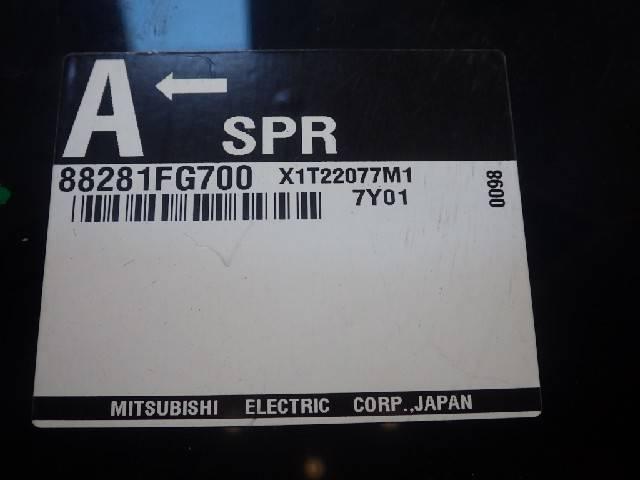 A ←
SPR
88281FG700 X1T22077M1
7Y01
0098
MITSUBISHI ELECTRIC CORP.,JAPAN